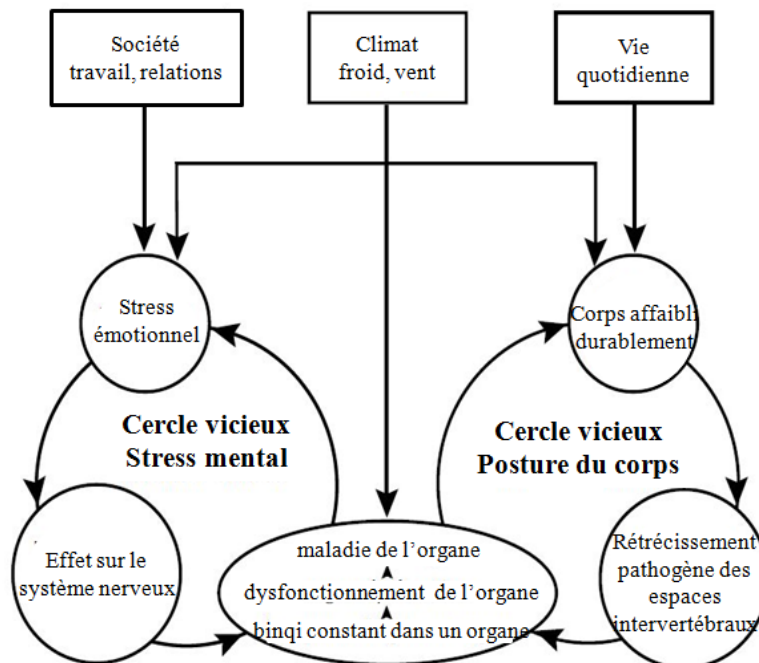 Société
travail, relations
Climat
froid, vent
Vie
quotidienne
Stress
émotionnel
Corps affaibli
durablement
Cercle vicieux
Stress mental
Cercle vicieux
Posture du corps
Effet sur le
système nerveux
maladie de l'organe
dysfonctionnement de l'organe
binqi constant dans un organe
Rétrécissement
pathogène des
espaces
intervertébraux